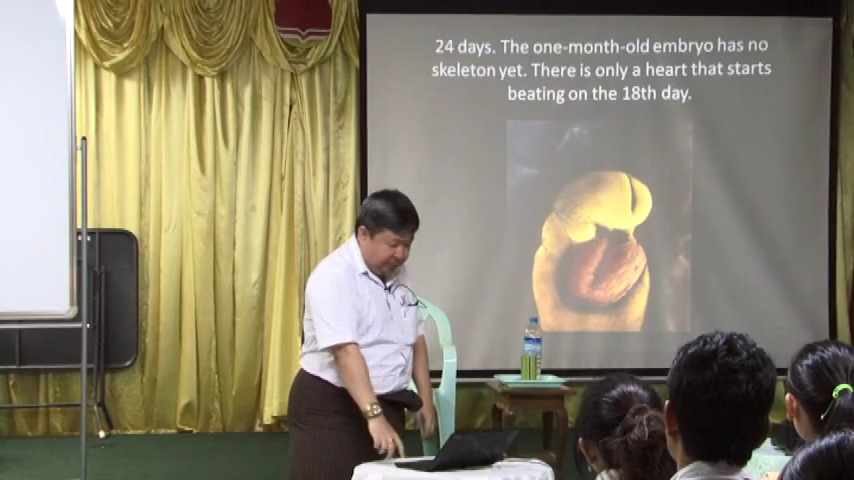 24 days. The one-month-old embryo has no
skeleton yet. There is only a heart that starts
beating on the 18th day.